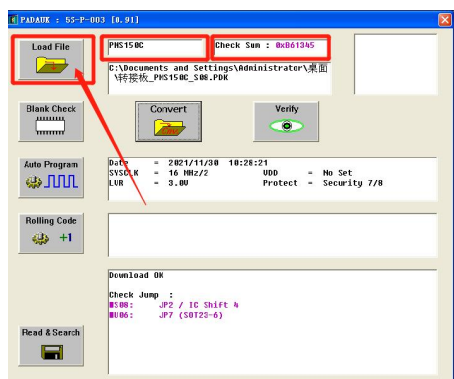 PADAUK : 5S-P-003 [0.91]
Load File
PMS150C
Check Sum : 0xB61345
C:\Documents and Settings\Administrator\桌面
\转接板_PMS150C_S08.PDK
Blank Check
Convert
Verify
Auto Program
Date = 2021/11/30 10:28:21
SYSCLK = 16 MHz/2 VDD = No Set
LVR = 3.0V Protect = Security 7/8
Rolling Code
+1
Download OK
Check Jump :
S08: JP2 / IC Shift 4
U06: JP7 (SOT23-6)
Read & Search